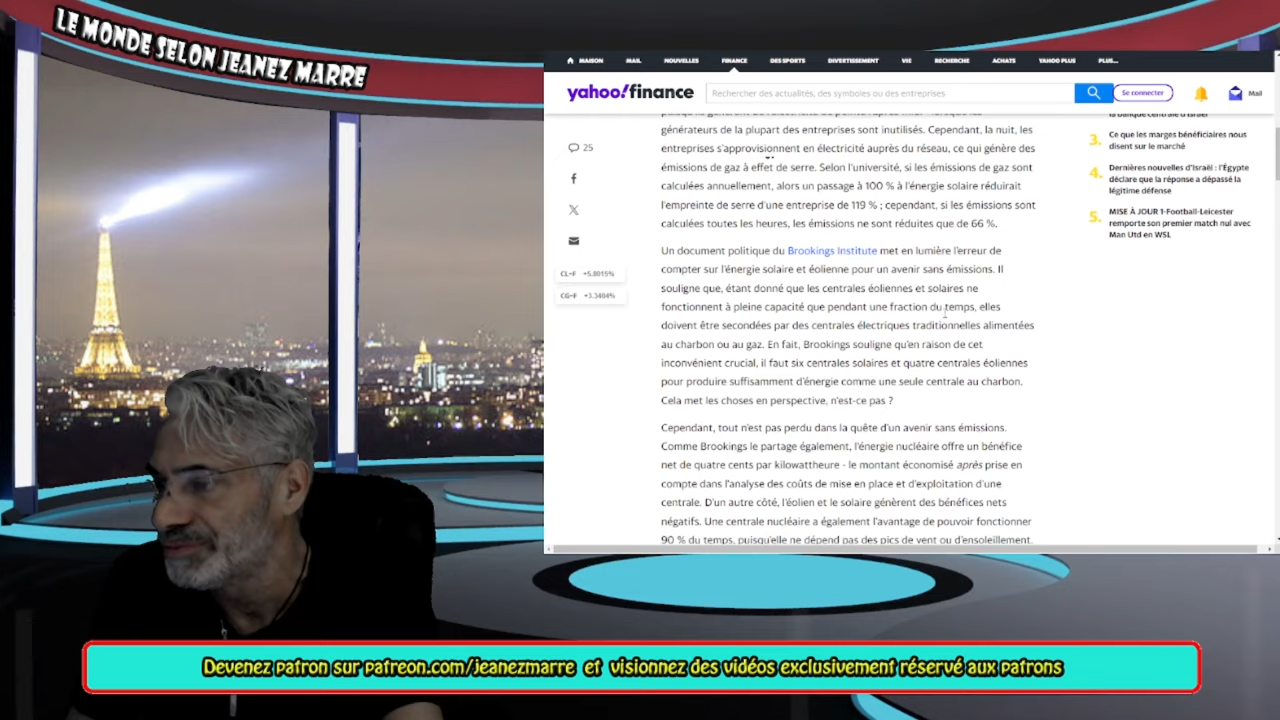 LE MONDE SELON JEANEZ MARRE
MAISON MAIL NOUVELLES FINANCE DES SPORTS DIVERTISSEMENT VIE RECHERCHE ACHATS YAHOO PLUS PLUS...
yahoo!finance
Rechercher des actualités, des symboles ou des entreprises
Se connecter
Mail
25
générateurs de la plupart des entreprises sont inutilisés. Cependant, la nuit, les
entreprises s'approvisionnent en électricité auprès du réseau, ce qui génère des
émissions de gaz à effet de serre. Selon l'université, si les émissions de gaz sont
calculées annuellement, alors un passage à 100 % à l'énergie solaire réduirait
l'empreinte de serre d'une entreprise de 119 % ; cependant, si les émissions sont
calculées toutes les heures, les émissions ne sont réduites que de 66 %.
CL=F +5.8015%
CG=F +3.3484%
Un document politique du Brookings Institute met en lumière l'erreur de
compter sur l'énergie solaire et éolienne pour un avenir sans émissions. Il
souligne que, étant donné que les centrales éoliennes et solaires ne
fonctionnent à pleine capacité que pendant une fraction du temps, elles
doivent être secondées par des centrales électriques traditionnelles alimentées
au charbon ou au gaz. En fait, Brookings souligne qu'en raison de cet
inconvénient crucial, il faut six centrales solaires et quatre centrales éoliennes
pour produire suffisamment d'énergie comme une seule centrale au charbon.
Cela met les choses en perspective, n'est-ce pas ?
Cependant, tout n'est pas perdu dans la quête d'un avenir sans émissions.
Comme Brookings le partage également, l'énergie nucléaire offre un bénéfice
net de quatre cents par kilowattheure - le montant économisé après prise en
compte dans l'analyse des coûts de mise en place et d'exploitation d'une
centrale. D'un autre côté, l'éolien et le solaire génèrent des bénéfices nets
négatifs. Une centrale nucléaire a également l'avantage de pouvoir fonctionner
90 % du temps, puisqu'elle ne dépend pas des pics de vent ou d'ensoleillement.
la banque centrale d'Israël
3. Ce que les marges bénéficiaires nous
disent sur le marché
4. Dernières nouvelles d'Israël : l'Égypte
déclare que la réponse a dépassé la
légitime défense
5. MISE À JOUR 1-Football-Leicester
remporte son premier match nul avec
Man Utd en WSL
Devenez patron sur patreon.com/jeanezmarre et visionnez des vidéos exclusivement réservé aux patrons